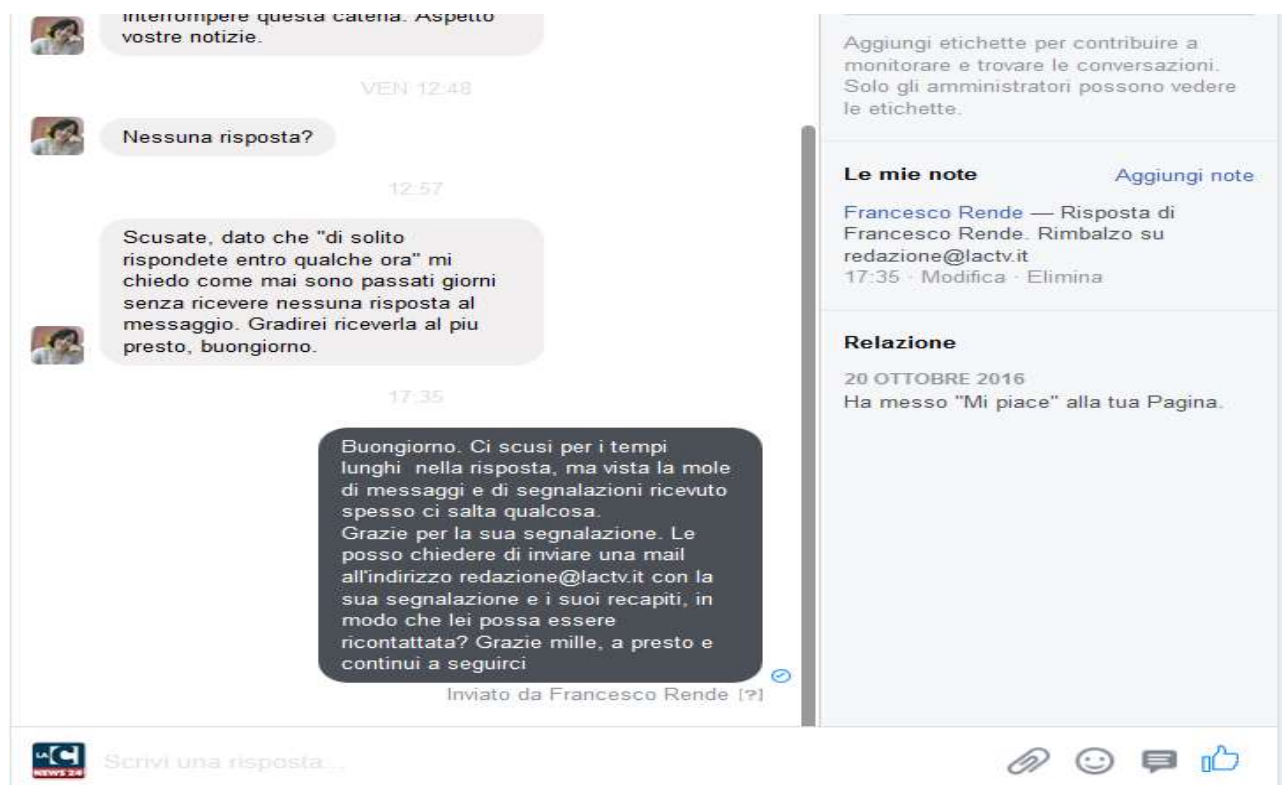 interrompere questa catena. Aspetto
vostre notizie.
VEN 12:48
Nessuna risposta?
12:57
Scusate, dato che "di solito
rispondete entro qualche ora" mi
chiedo come mai sono passati giorni
senza ricevere nessuna risposta al
messaggio. Gradirei riceverla al piu
presto, buongiorno.
17:35
Buongiorno. Ci scusi per i tempi
lunghi nella risposta, ma vista la mole
di messaggi e di segnalazioni ricevuto
spesso ci salta qualcosa.
Grazie per la sua segnalazione. Le
posso chiedere di inviare una mail
all'indirizzo redazione@lactv.it con la
sua segnalazione e i suoi recapiti, in
modo che lei possa essere
ricontattata? Grazie mille, a presto e
continui a seguirci
Inviato da Francesco Rende [?]
LA C
NEWS 24
Scrivi una risposta...
Aggiungi etichette per contribuire a
monitorare e trovare le conversazioni.
Solo gli amministratori possono vedere
le etichette.
Le mie note Aggiungi note
Francesco Rende — Risposta di
Francesco Rende. Rimbalzo su
redazione@lactv.it
17:35 · Modifica · Elimina
Relazione
20 OTTOBRE 2016
Ha messo "Mi piace" alla tua Pagina.